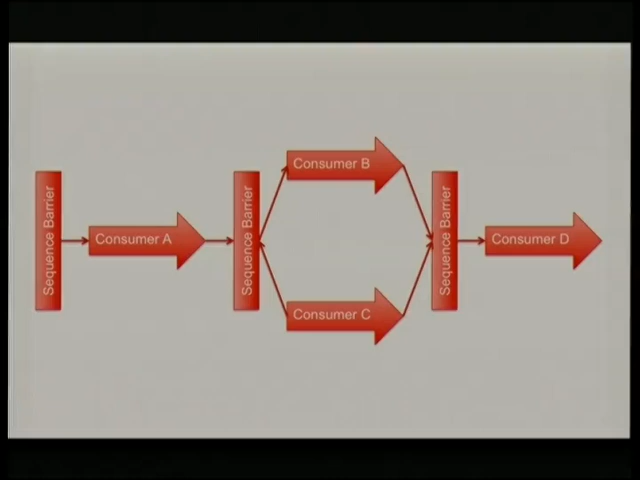 Sequence Barrier
Consumer A
Sequence Barrier
Consumer B
Consumer C
Sequence Barrier
Consumer D